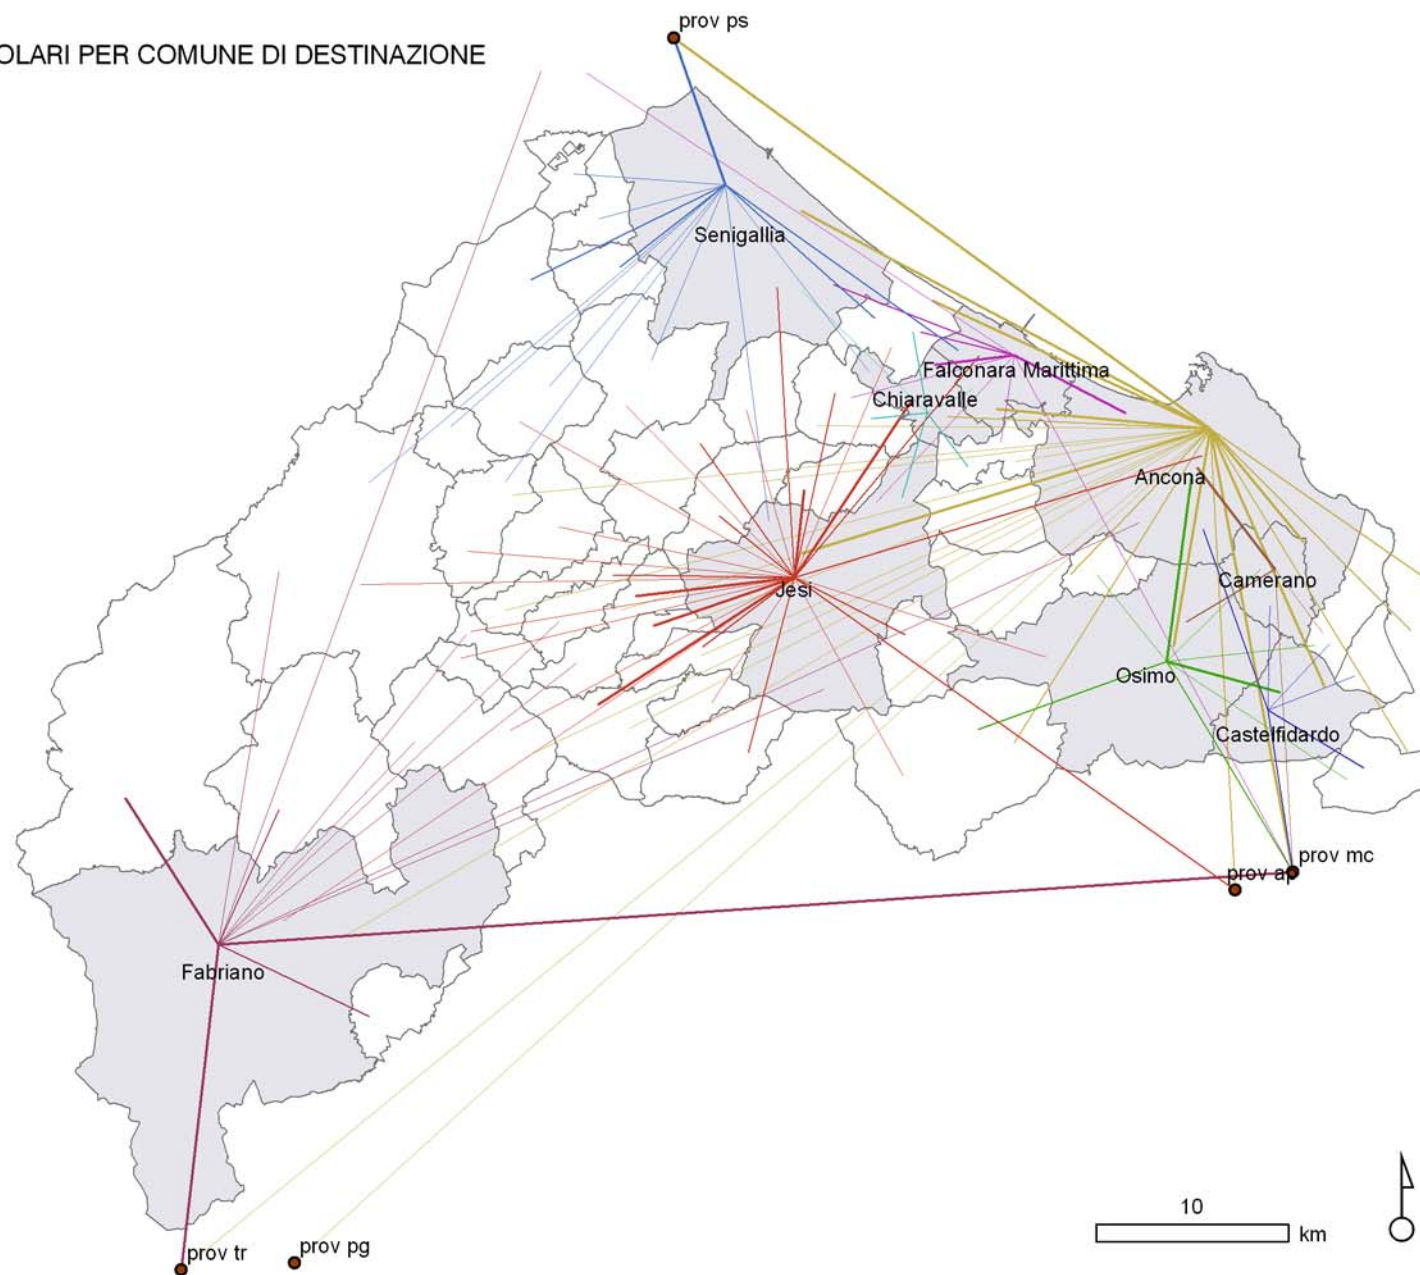 prov ps
OLARI PER COMUNE DI DESTINAZIONE
Senigallia
Falconara Marittima
Chiaravalle
Ancona
Camerano
Jesi
Osimo
Castelfidardo
prov mc
prov ap
Fabriano
10
km
prov tr
prov pg